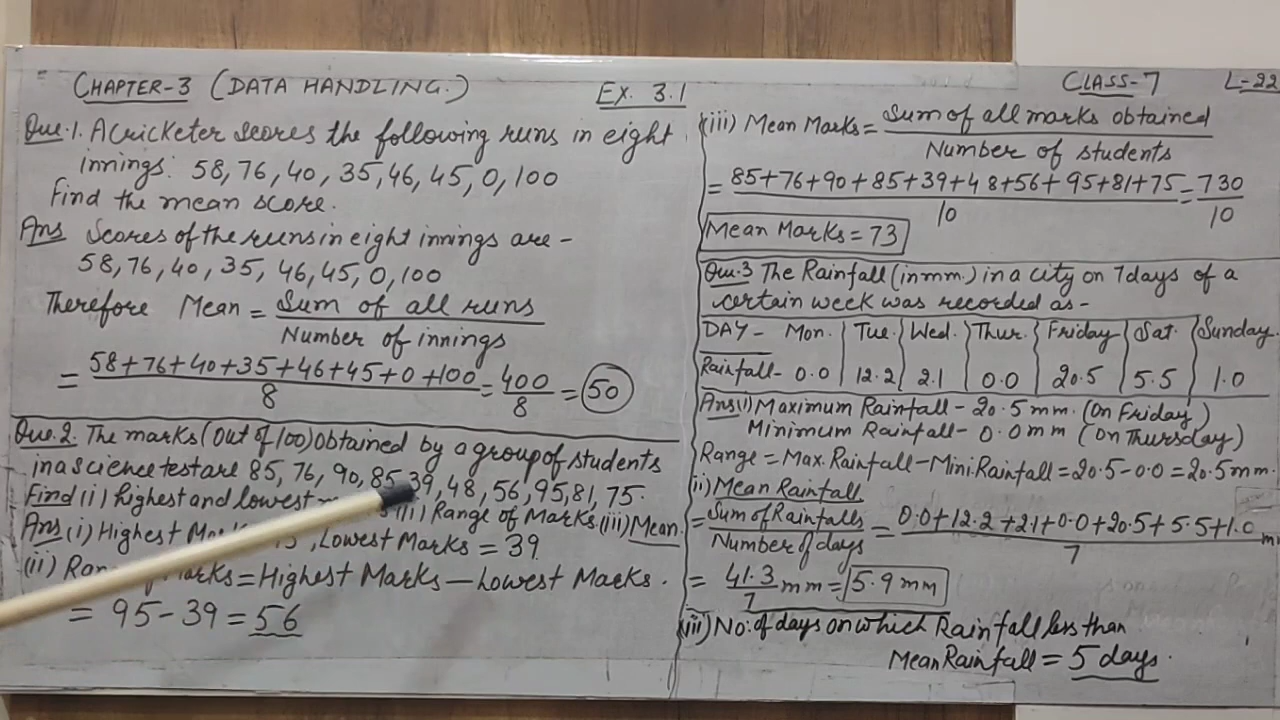 CHAPTER-3 (DATA HANDLING.)
EX. 3.1
Que.1. A Cricketer scores the following runs in eight
innings: 58, 76, 40, 35, 46, 45, 0, 100
Find the mean score.
Ans Scores of the runs in eight innings are -
58, 76, 40, 35, 46, 45, 0, 100
Therefore Mean = Sum of all runs
Number of innings
= 58+76+40+35+46+45+0+100 = 400 = 50
8 8
Que.2. The marks (out of 100) obtained by a group of students
in a science test are 85, 76, 90, 85, 39, 48, 56, 95, 81, 75.
Find (i) highest and lowest (ii) Range of Marks (iii) Mean.
Ans (i) Highest , Lowest Marks = 39
(ii) Marks = Highest Marks – Lowest Marks.
= 95 - 39 = 56
CLASS-7 L-22
(iii) Mean Marks = Sum of all marks obtained
Number of students
= 85+76+90+85+39+48+56+95+81+75 = 730
10 10
Mean Marks = 73
Que.3 The Rainfall (in mm.) in a city on 7 days of a
certain week was recorded as -
DAY - Mon. Tue. Wed. Thur. Friday Sat. Sunday
Rainfall - 0.0 12.2 2.1 0.0 20.5 5.5 1.0
Ans (i) Maximum Rainfall - 20.5 mm. (On Friday)
Minimum Rainfall - 0.0 mm (On Thursday)
Range = Max. Rainfall - Mini. Rainfall = 20.5 - 0.0 = 20.5 mm.
(ii) Mean Rainfall
= Sum of Rainfalls = 0.0+12.2+2.1+0.0+20.5+5.5+1.0 m
Number of days 7
= 41.3 mm = 5.9 mm
7
(iii) No. of days on which Rainfall less than
Mean Rainfall = 5 days.